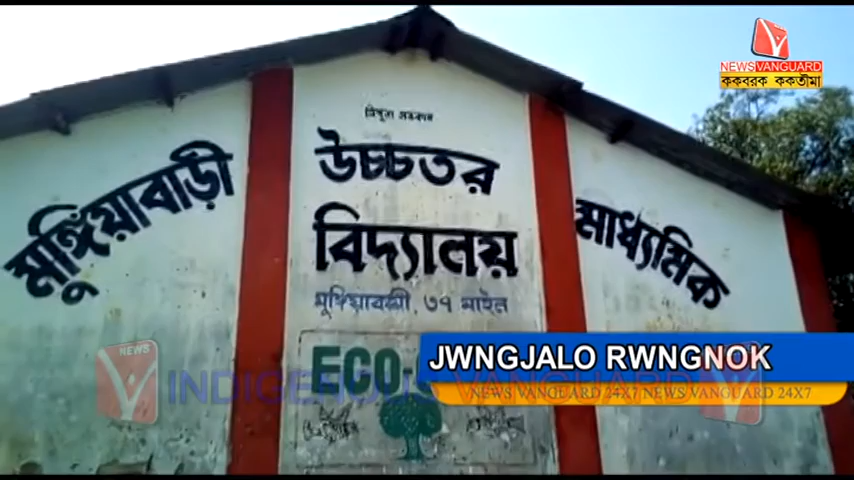 NEWSVANGUARD
ককবরক ককতীমা
ত্রিপুরা সরকার
মুঙ্গিয়াবাড়ী
উচ্চতর
মাধ্যমিক
বিদ্যালয়
মুঙ্গিয়াবাড়ী, ৩৭ মাইল
ECO-
JWNGJALO RWNGNOK
NEWS VANGUARD 24X7 NEWS VANGUARD 24X7
NEWS VANGUARD
INDIGENOUS VANGUARD